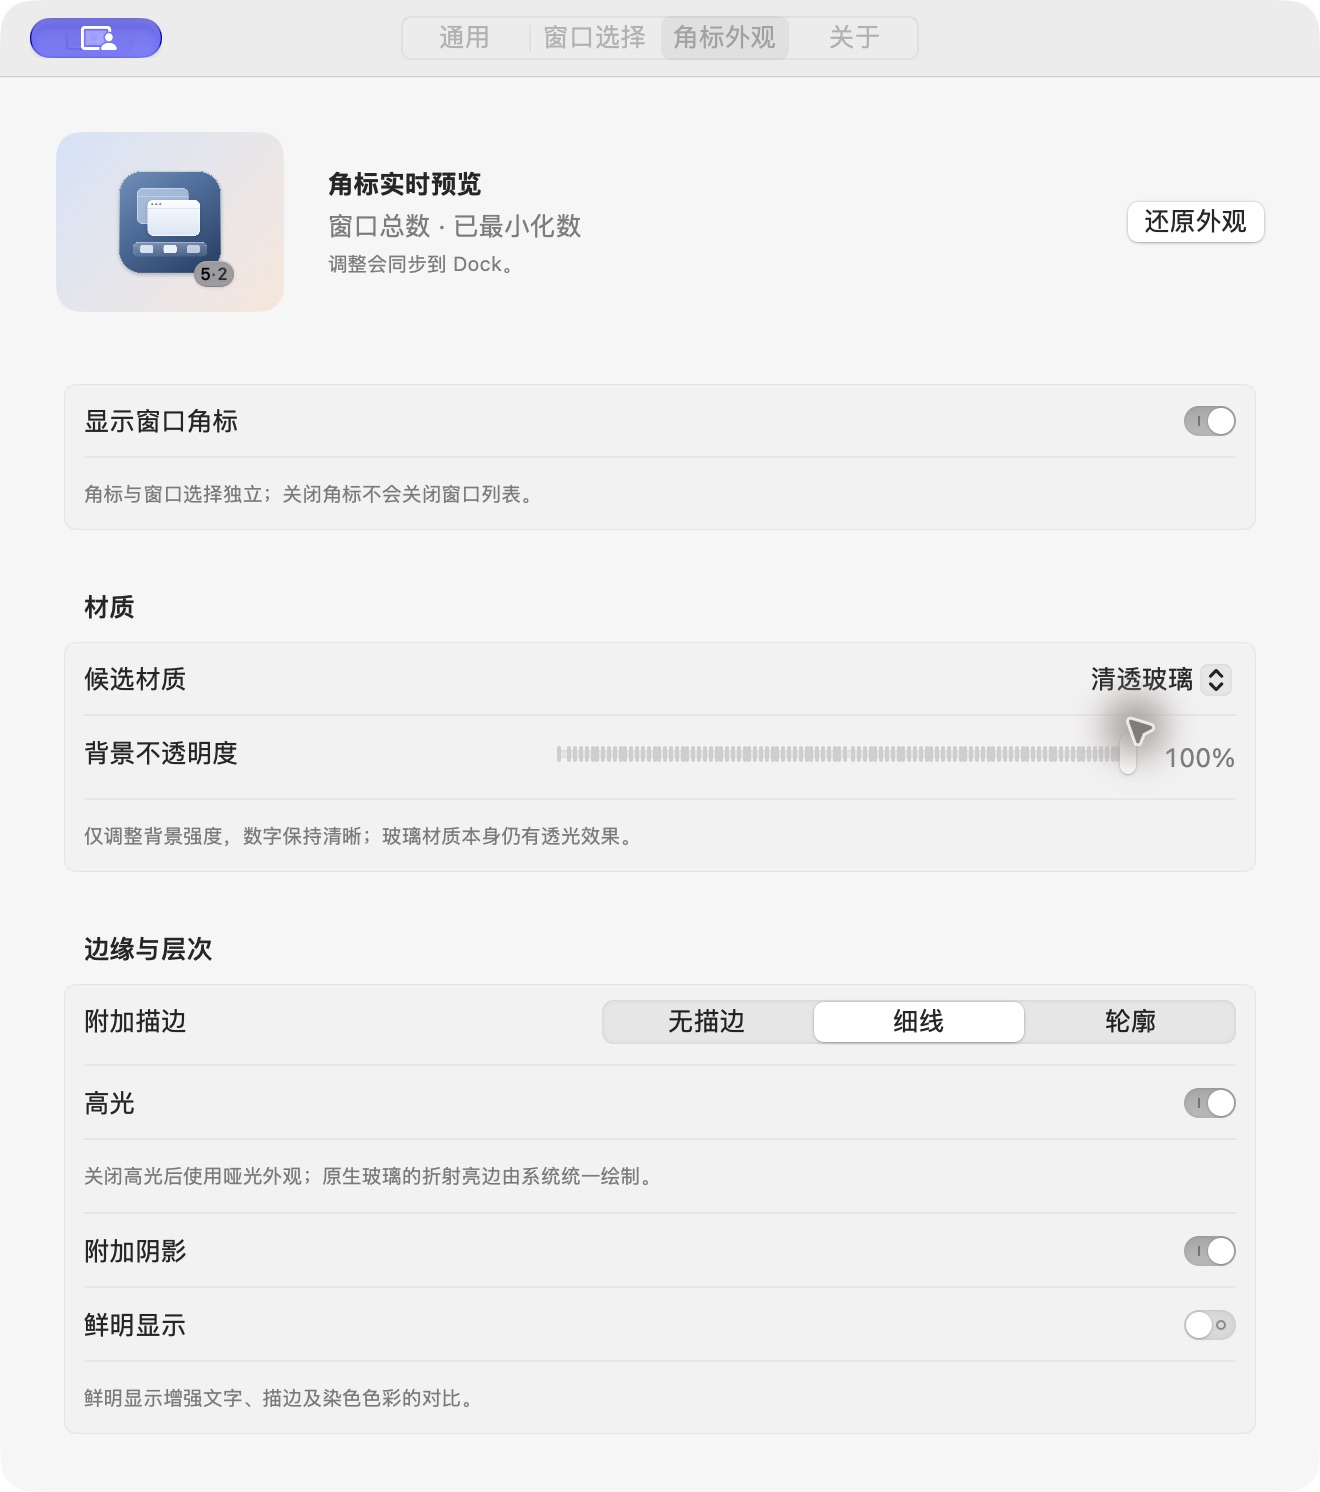 通用 窗口选择 角标外观 关于
角标实时预览
窗口总数 · 已最小化数
调整会同步到 Dock。
还原外观
5·2
显示窗口角标
角标与窗口选择独立；关闭角标不会关闭窗口列表。
材质
候选材质 清透玻璃
背景不透明度 100%
仅调整背景强度，数字保持清晰；玻璃材质本身仍有透光效果。
边缘与层次
附加描边 无描边 细线 轮廓
高光
关闭高光后使用哑光外观；原生玻璃的折射亮边由系统统一绘制。
附加阴影
鲜明显示
鲜明显示增强文字、描边及染色色彩的对比。